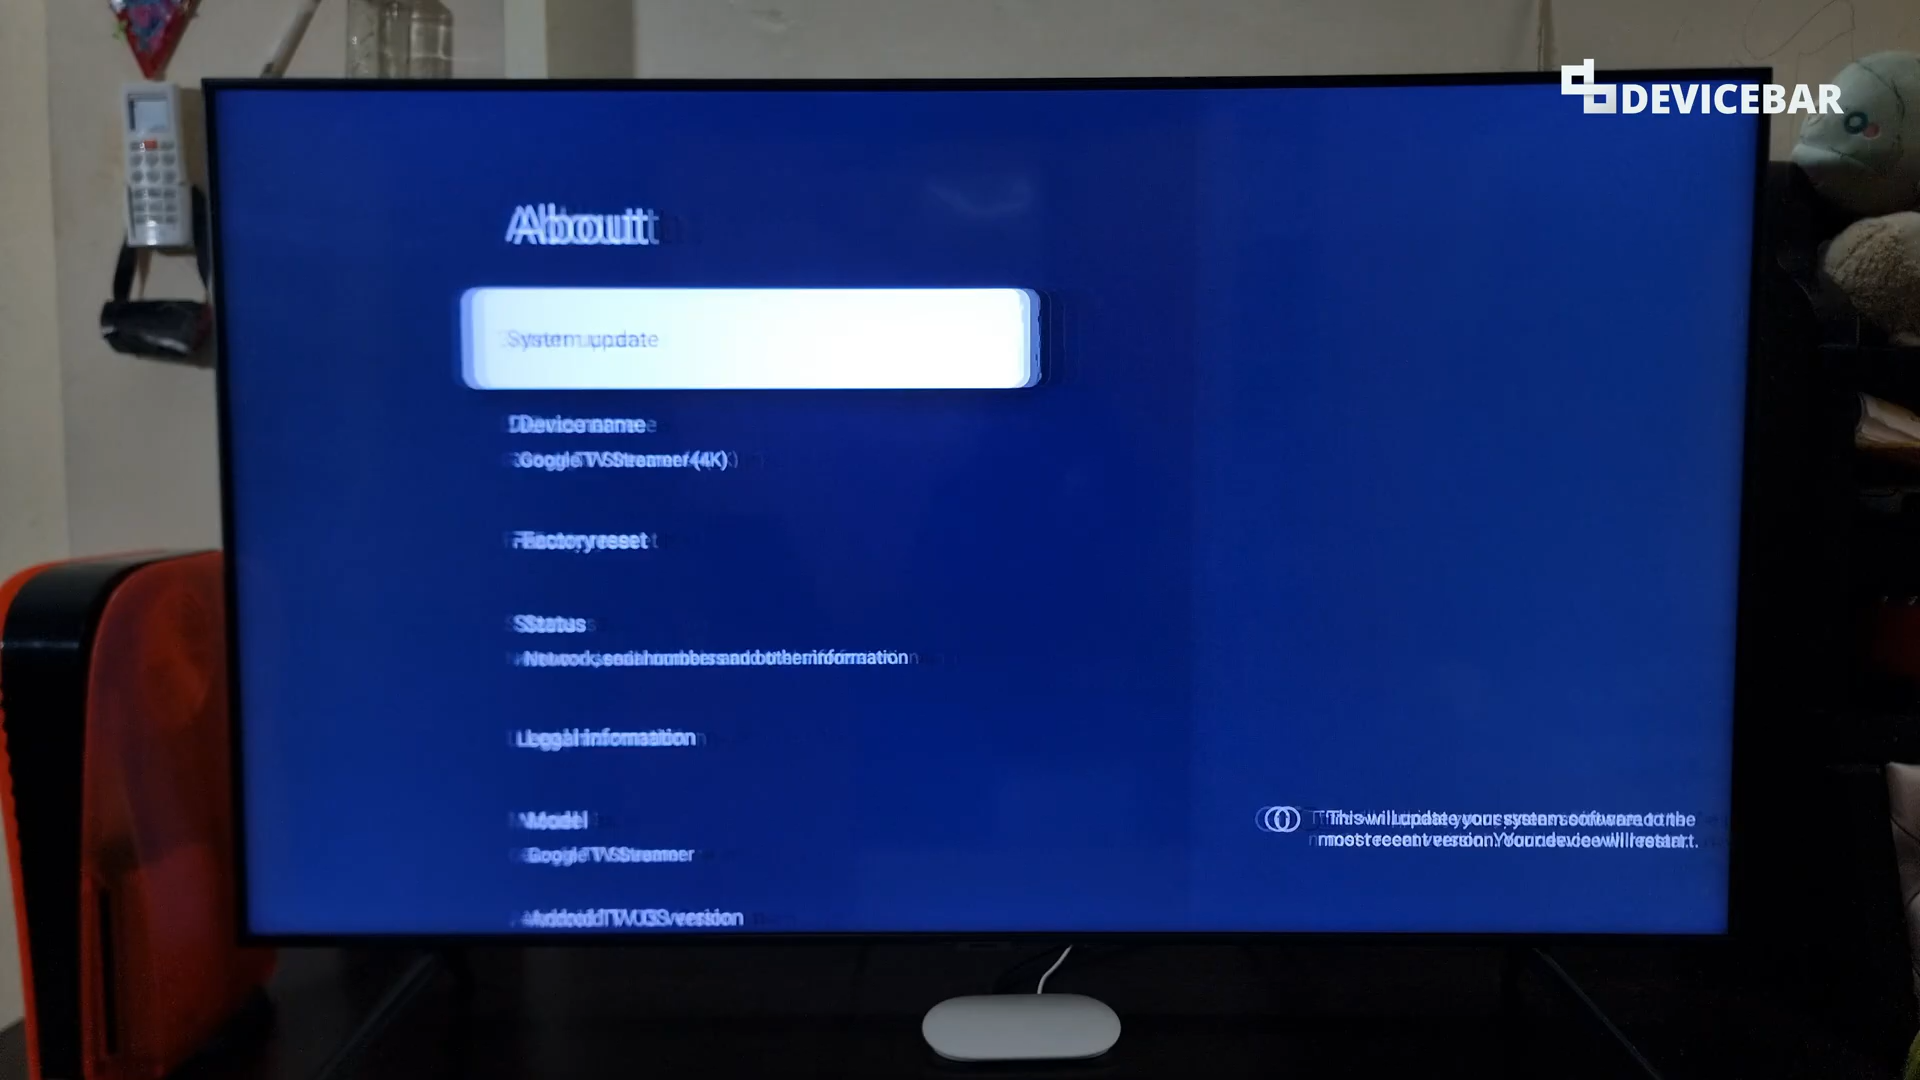 DEVICEBAR
About
System update
Device name
Google TV Streamer (4K)
Factory reset
Status
Network, serial numbers and other information
Legal information
Model
Google TV Streamer
Android TV OS version
This will update your system software to the
most recent version. Your device will restart.